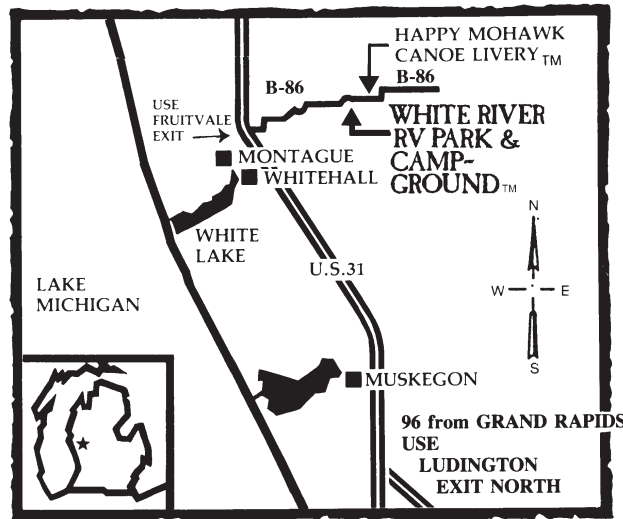 HAPPY MOHAWK
CANOE LIVERY TM
B-86
B-86
USE
FRUITVALE
EXIT
WHITE RIVER
RV PARK &
CAMP-
GROUND TM
MONTAGUE
WHITEHALL
WHITE
LAKE
N
W
E
S
U.S.31
LAKE
MICHIGAN
MUSKEGON
96 from GRAND RAPIDS
USE
LUDINGTON
EXIT NORTH